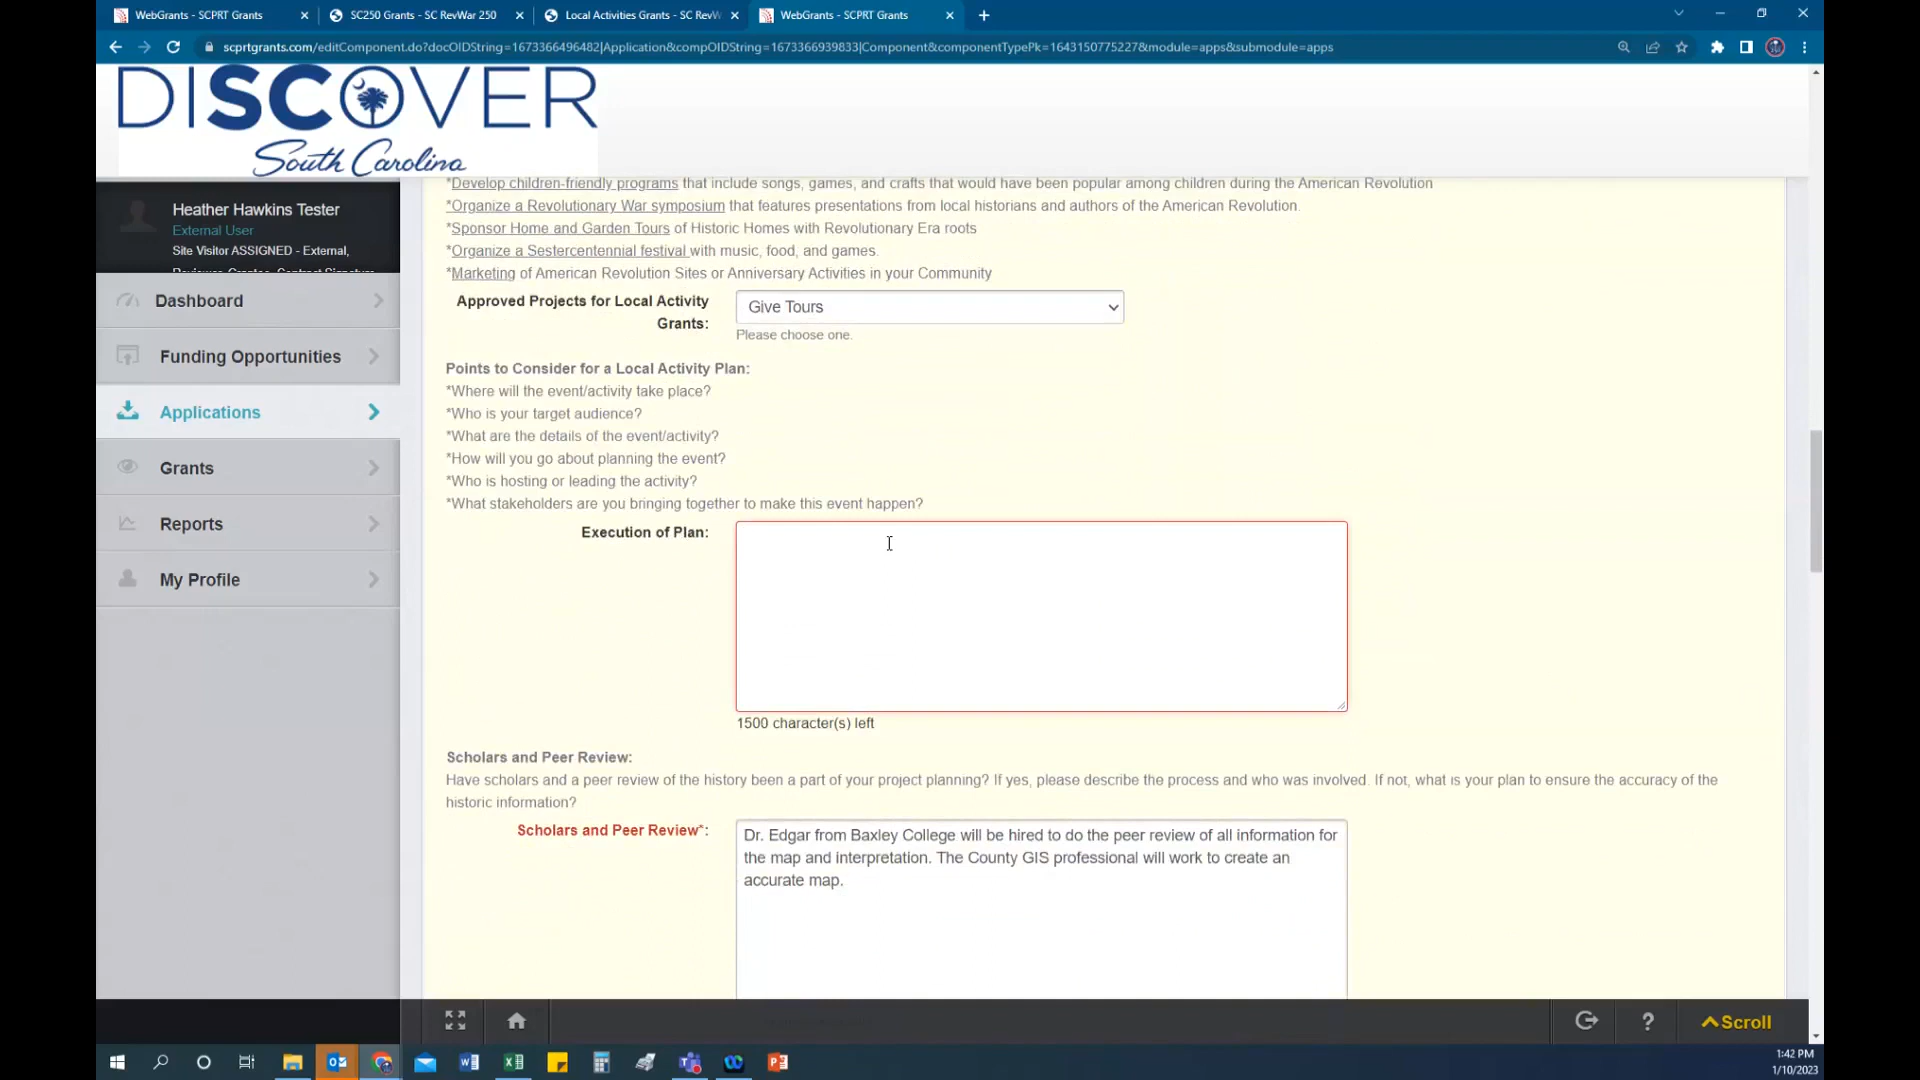 WebGrants - SCPRT Grants
SC250 Grants - SC RevWar 250
Local Activities Grants - SC RevW
WebGrants - SCPRT Grants
scprtgrants.com/editComponent.do?docOIDString=1673366496482|Application&compOIDString=1673366939833|Component&componentTypePk=1643150775227&module=apps&submodule=apps
DISCOVER
South Carolina
Heather Hawkins Tester
External User
Site Visitor ASSIGNED - External,
Dashboard
Funding Opportunities
Applications
Grants
Reports
My Profile
*Develop children-friendly programs that include songs, games, and crafts that would have been popular among children during the American Revolution
*Organize a Revolutionary War symposium that features presentations from local historians and authors of the American Revolution.
*Sponsor Home and Garden Tours of Historic Homes with Revolutionary Era roots
*Organize a Sestercentennial festival with music, food, and games.
*Marketing of American Revolution Sites or Anniversary Activities in your Community
Approved Projects for Local Activity
Grants:
Give Tours
Please choose one.
Points to Consider for a Local Activity Plan:
*Where will the event/activity take place?
*Who is your target audience?
*What are the details of the event/activity?
*How will you go about planning the event?
*Who is hosting or leading the activity?
*What stakeholders are you bringing together to make this event happen?
Execution of Plan:
1500 character(s) left
Scholars and Peer Review:
Have scholars and a peer review of the history been a part of your project planning? If yes, please describe the process and who was involved. If not, what is your plan to ensure the accuracy of the
historic information?
Scholars and Peer Review*:
Dr. Edgar from Baxley College will be hired to do the peer review of all information for
the map and interpretation. The County GIS professional will work to create an
accurate map.
?
Scroll
1:42 PM
1/10/2023